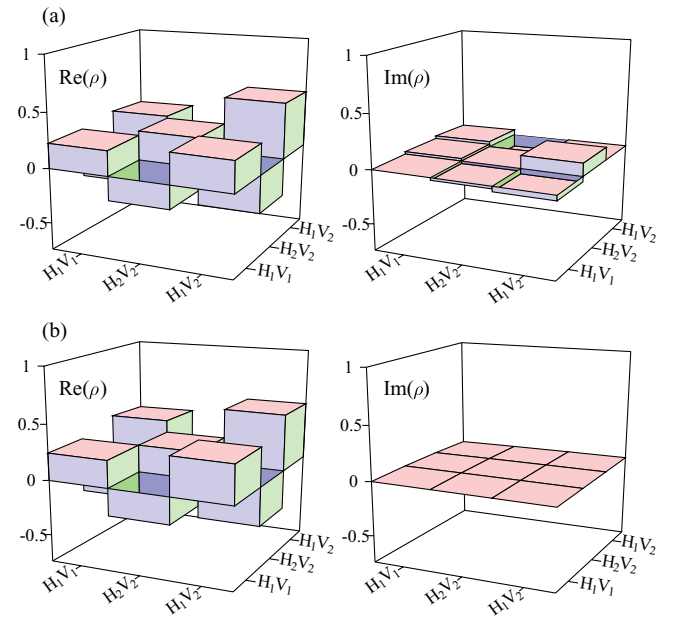 (a)
1
0.5
0
-0.5
Re(ρ)
H₁V₁
H₂V₂
H₁V₂
H₁V₁
H₂V₂
H₁V₂
1
0.5
0
-0.5
Im(ρ)
H₁V₁
H₂V₂
H₁V₂
H₁V₁
H₂V₂
H₁V₂
(b)
1
0.5
0
-0.5
Re(ρ)
H₁V₁
H₂V₂
H₁V₂
H₁V₁
H₂V₂
H₁V₂
1
0.5
0
-0.5
Im(ρ)
H₁V₁
H₂V₂
H₁V₂
H₁V₁
H₂V₂
H₁V₂